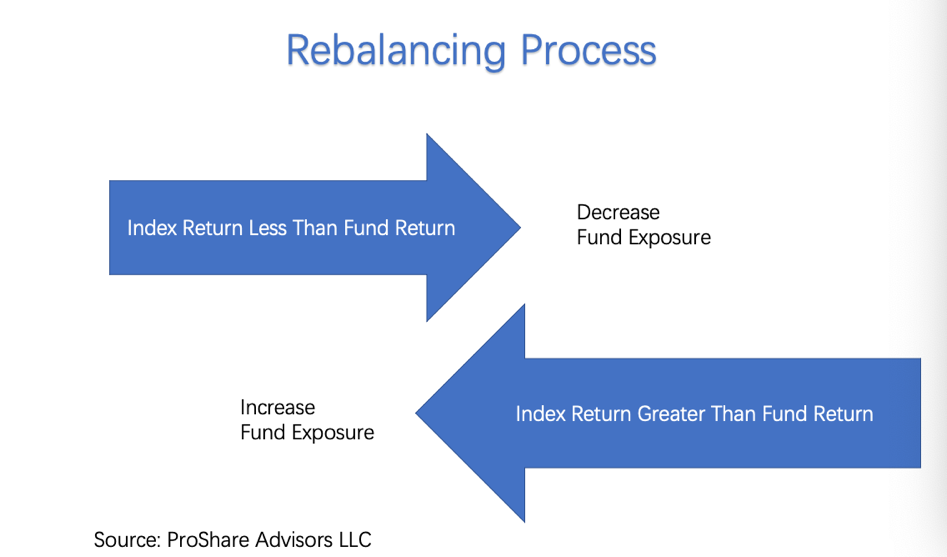 Rebalancing Process
Index Return Less Than Fund Return
Decrease
Fund Exposure
Increase
Fund Exposure
Index Return Greater Than Fund Return
Source: ProShare Advisors LLC